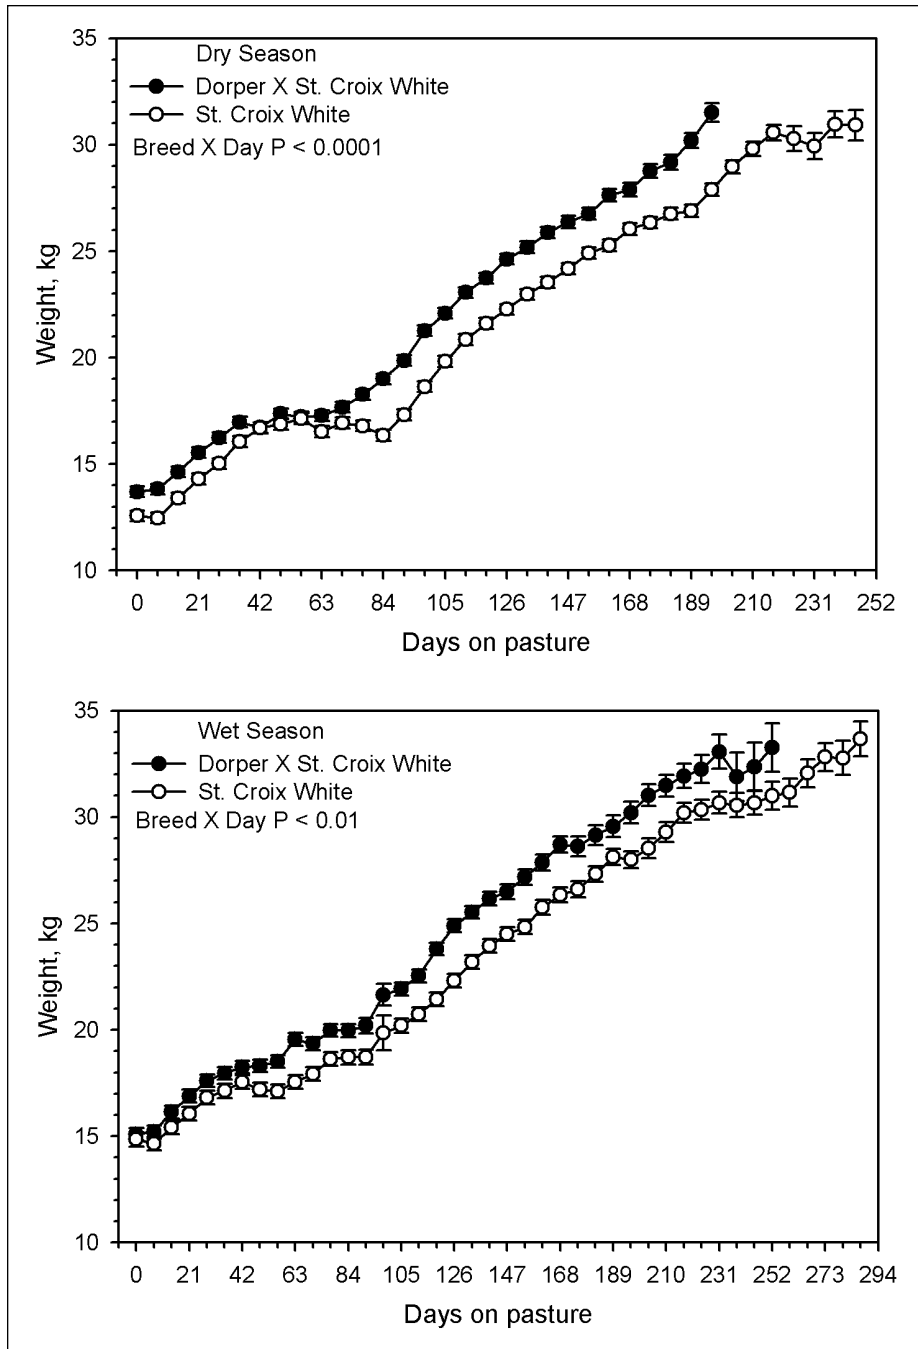 35
Dry Season
Dorper X St. Croix White
St. Croix White
Breed X Day P < 0.0001
30
25
20
15
10
Weight, kg
0 21 42 63 84 105 126 147 168 189 210 231 252
Days on pasture
35
Wet Season
Dorper X St. Croix White
St. Croix White
Breed X Day P < 0.01
30
25
20
15
10
Weight, kg
0 21 42 63 84 105 126 147 168 189 210 231 252 273 294
Days on pasture